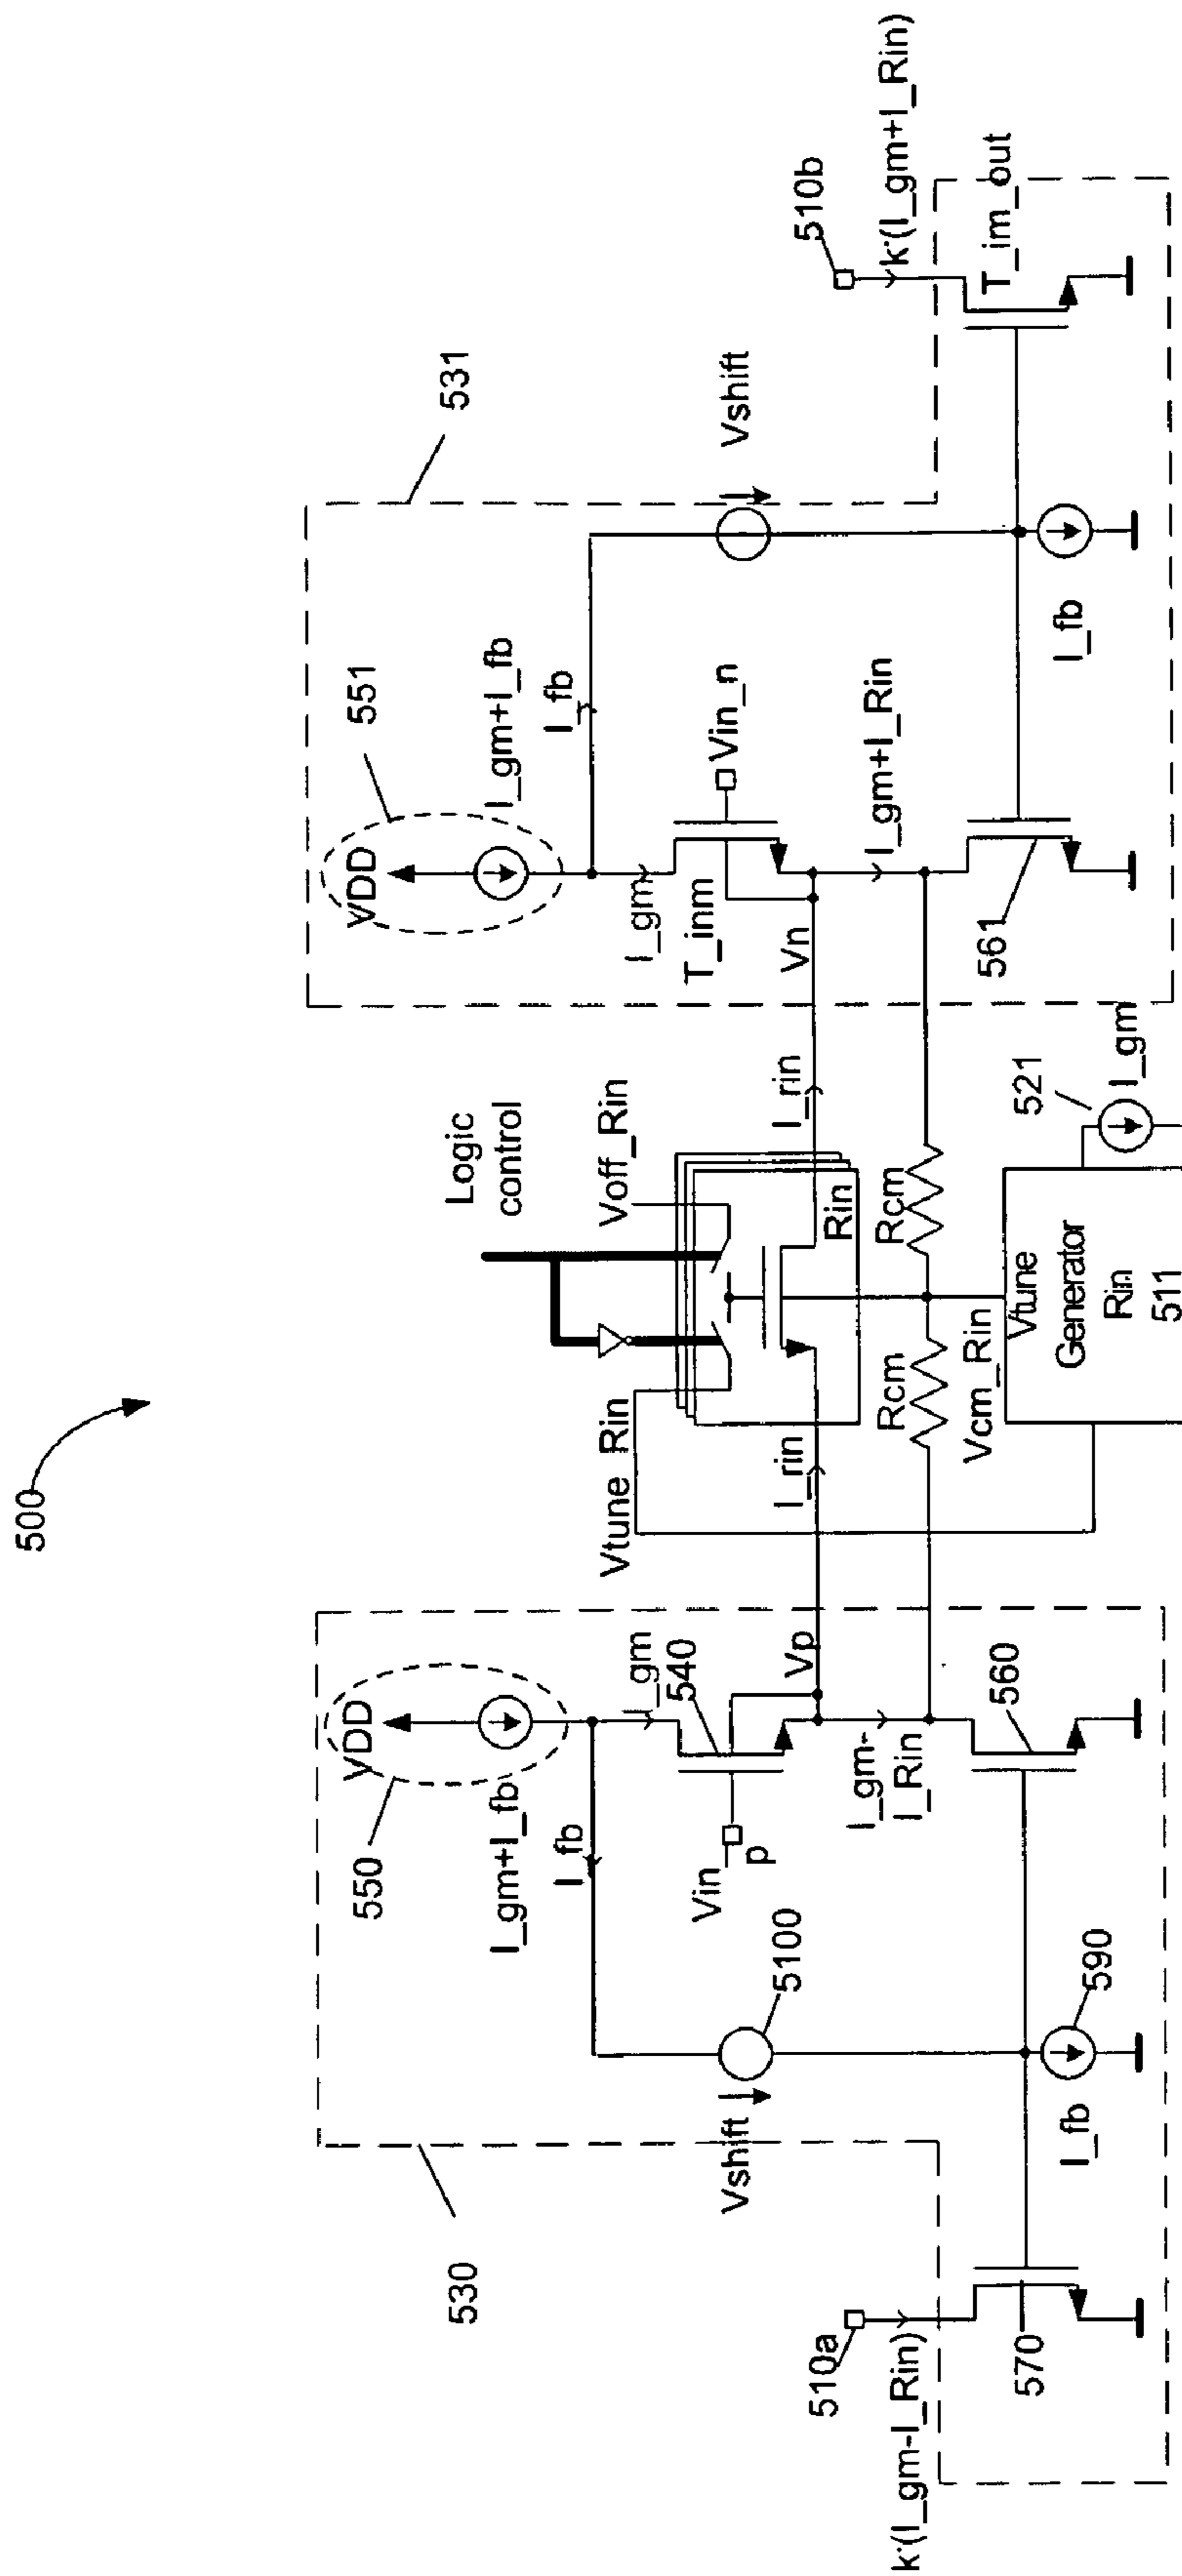 500
530
550
VDD
I_gm+I_fb
I_fb
I_gm
540
Vin
p
Vp
5100
Vshift
I_gm-
I_Rin
560
590
I_fb
510a
k·(I_gm-I_Rin)
570
Logic
control
Vtune_Rin
Voff_Rin
Rin
I_rin
I_rin
Rcm
Rcm
Vcm_Rin
Vtune
Generator
Rin
511
521
I_gm
531
551
VDD
I_gm+I_fb
I_fb
I_gm
T_inm
Vin_n
Vn
Vshift
I_gm+I_Rin
561
I_fb
510b
k·(I_gm+I_Rin)
T_im_out